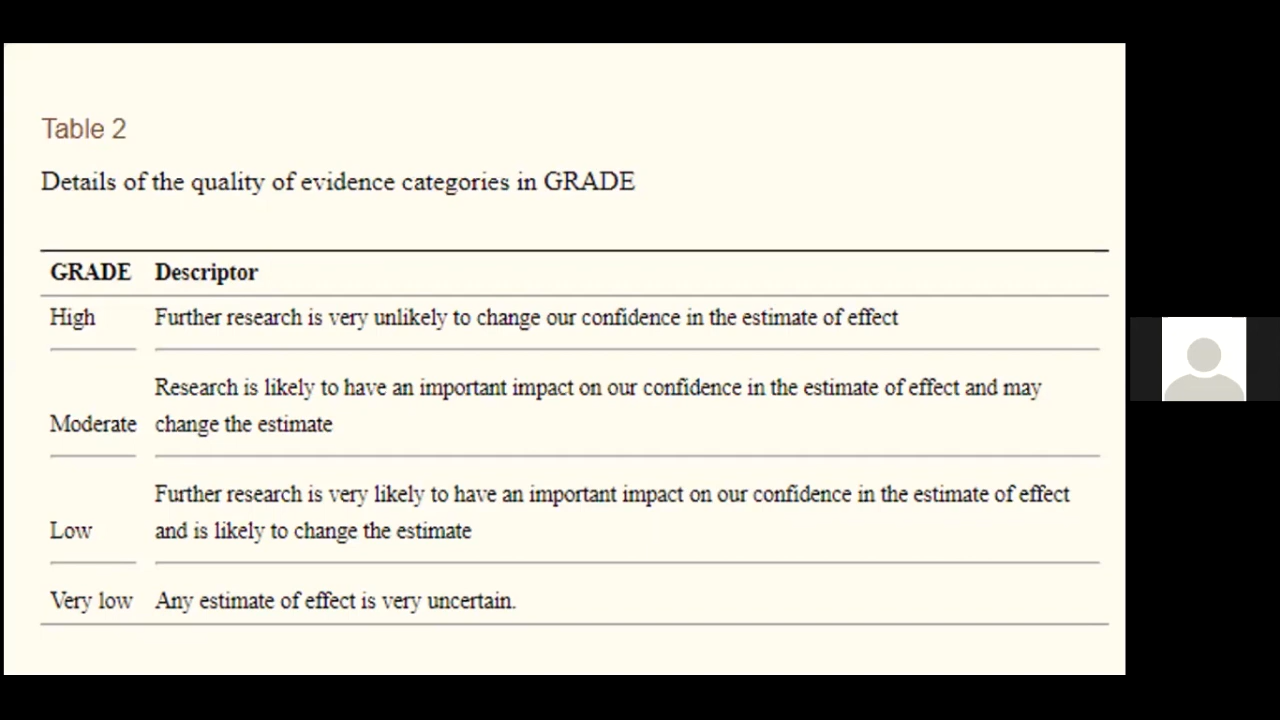 Table 2
Details of the quality of evidence categories in GRADE
GRADE Descriptor
High Further research is very unlikely to change our confidence in the estimate of effect
Research is likely to have an important impact on our confidence in the estimate of effect and may
Moderate change the estimate
Further research is very likely to have an important impact on our confidence in the estimate of effect
Low and is likely to change the estimate
Very low Any estimate of effect is very uncertain.